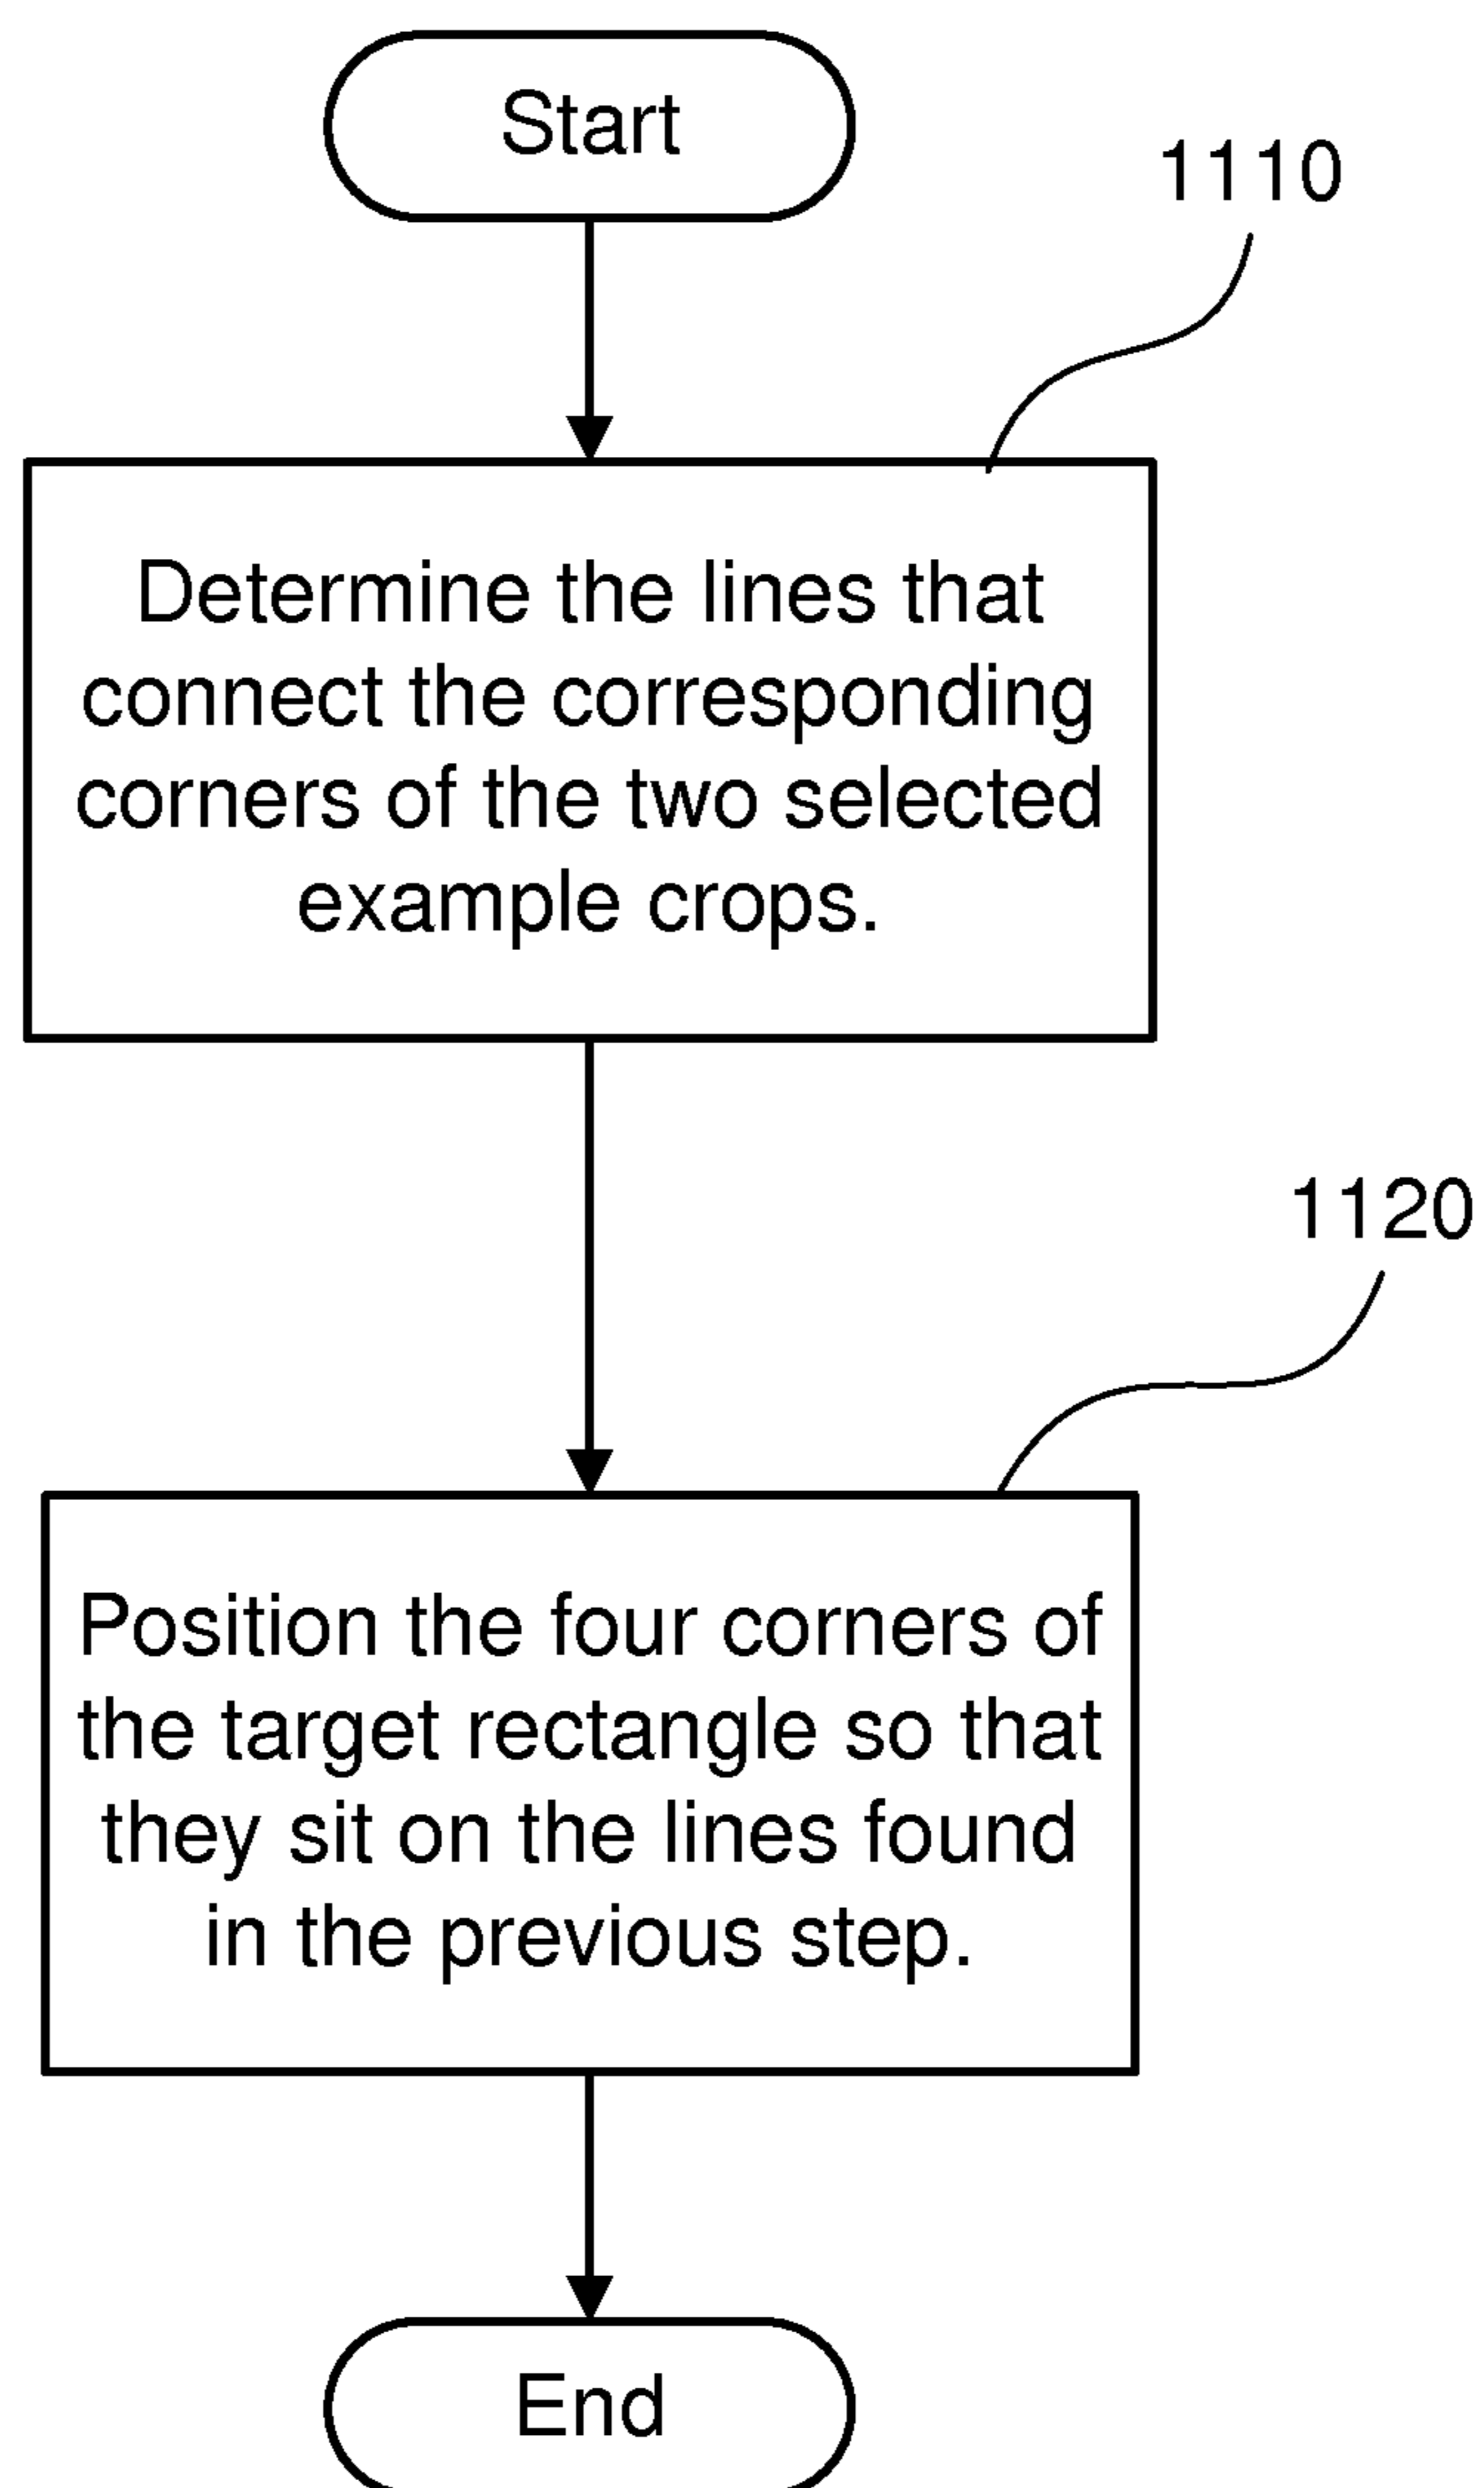 Start
1110
Determine the lines that
connect the corresponding
corners of the two selected
example crops.
1120
Position the four corners of
the target rectangle so that
they sit on the lines found
in the previous step.
End